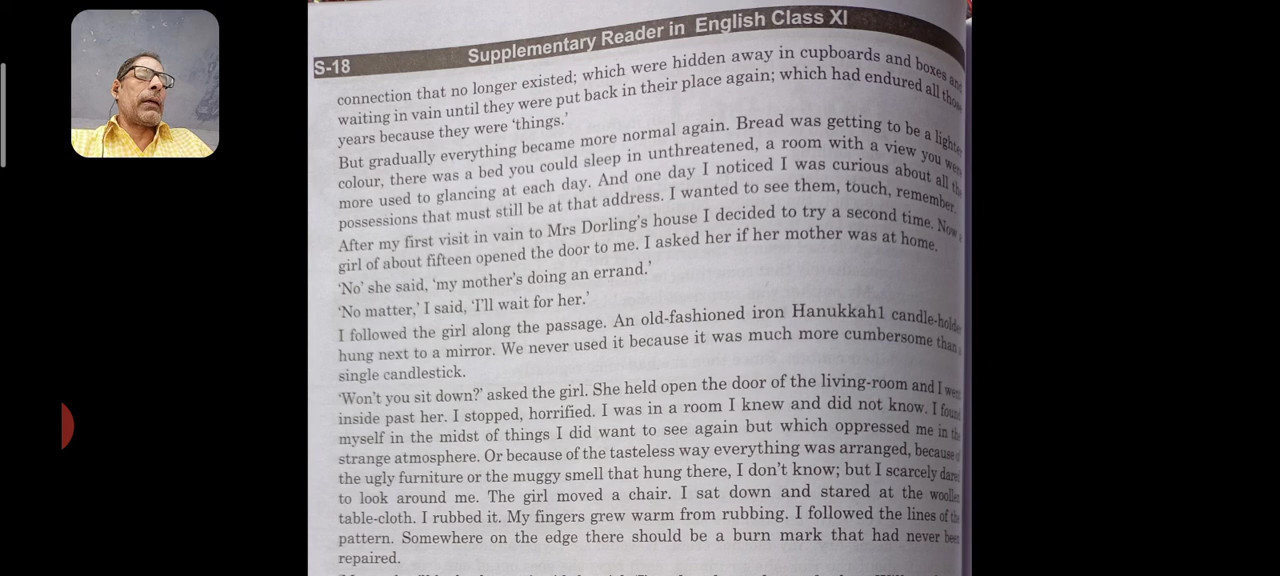 S-18 Supplementary Reader in English Class XI
connection that no longer existed; which were hidden away in cupboards and boxes and
waiting in vain until they were put back in their place again; which had endured all those
years because they were ‘things.’
But gradually everything became more normal again. Bread was getting to be a lighter
colour, there was a bed you could sleep in unthreatened, a room with a view you were
more used to glancing at each day. And one day I noticed I was curious about all the
possessions that must still be at that address. I wanted to see them, touch, remember.
After my first visit in vain to Mrs Dorling’s house I decided to try a second time. Now a
girl of about fifteen opened the door to me. I asked her if her mother was at home.
‘No’ she said, ‘my mother’s doing an errand.’
‘No matter,’ I said, ‘I’ll wait for her.’
I followed the girl along the passage. An old-fashioned iron Hanukkah1 candle-holder
hung next to a mirror. We never used it because it was much more cumbersome than a
single candlestick.
‘Won’t you sit down?’ asked the girl. She held open the door of the living-room and I went
inside past her. I stopped, horrified. I was in a room I knew and did not know. I found
myself in the midst of things I did want to see again but which oppressed me in the
strange atmosphere. Or because of the tasteless way everything was arranged, because of
the ugly furniture or the muggy smell that hung there, I don’t know; but I scarcely dared
to look around me. The girl moved a chair. I sat down and stared at the woollen
table-cloth. I rubbed it. My fingers grew warm from rubbing. I followed the lines of the
pattern. Somewhere on the edge there should be a burn mark that had never been
repaired.